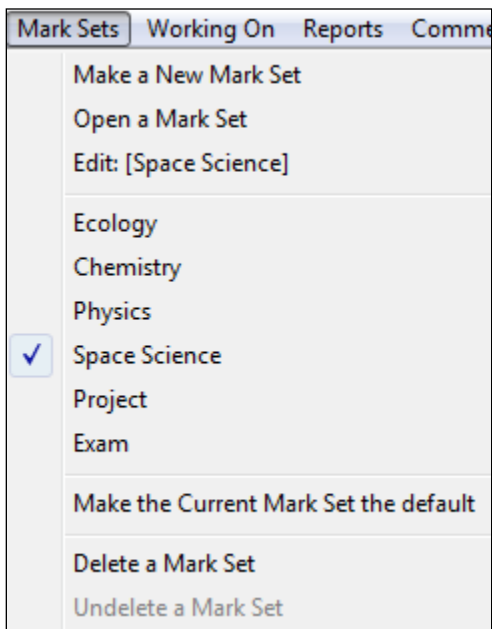 Mark Sets Working On Reports Comme
Make a New Mark Set
Open a Mark Set
Edit: [Space Science]
Ecology
Chemistry
Physics
Space Science
Project
Exam
Make the Current Mark Set the default
Delete a Mark Set
Undelete a Mark Set